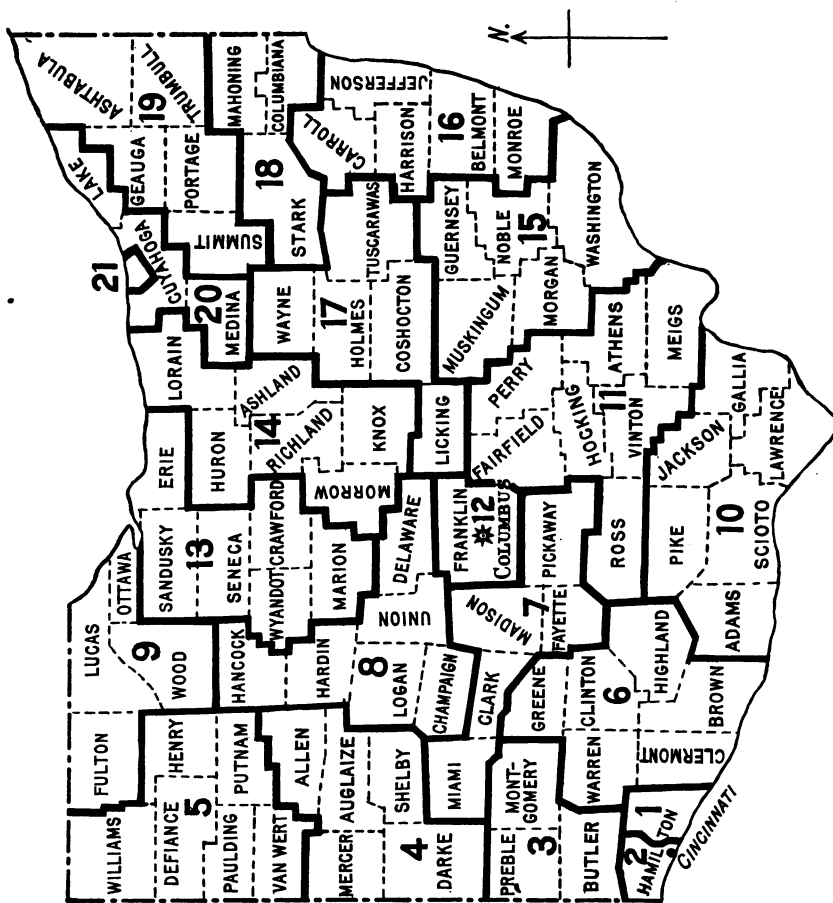 N.
WILLIAMS
FULTON
LUCAS
OTTAWA
9
WOOD
HENRY
DEFIANCE
5
PAULDING
PUTNAM
VAN WERT
HANCOCK
SANDUSKY
ERIE
13
SENECA
HURON
LORAIN
21
CUYAHOGA
LAKE
ASHTABULA
GEAUGA
19
TRUMBULL
PORTAGE
SUMMIT
20
MEDINA
MAHONING
COLUMBIANA
18
STARK
WAYNE
ASHLAND
14
RICHLAND
CRAWFORD
WYANDOT
ALLEN
HARDIN
MARION
MORROW
KNOX
17
HOLMES
TUSCARAWAS
COSHOCTON
CARROLL
JEFFERSON
HARRISON
16
BELMONT
MONROE
MERCER
AUGLAIZE
SHELBY
4
DARKE
8
LOGAN
UNION
DELAWARE
CHAMPAIGN
MIAMI
CLARK
LICKING
GUERNSEY
MUSKINGUM
NOBLE
15
MORGAN
WASHINGTON
FRANKLIN
12
COLUMBUS
MADISON
7
FAYETTE
PICKAWAY
FAIRFIELD
PERRY
HOCKING
11
ATHENS
VINTON
MEIGS
ROSS
PREBLE
MONT-
GOMERY
3
GREENE
BUTLER
WARREN
CLINTON
6
HIGHLAND
CLERMONT
BROWN
ADAMS
PIKE
10
SCIOTO
JACKSON
GALLIA
LAWRENCE
2
1
HAMILTON
CINCINNATI